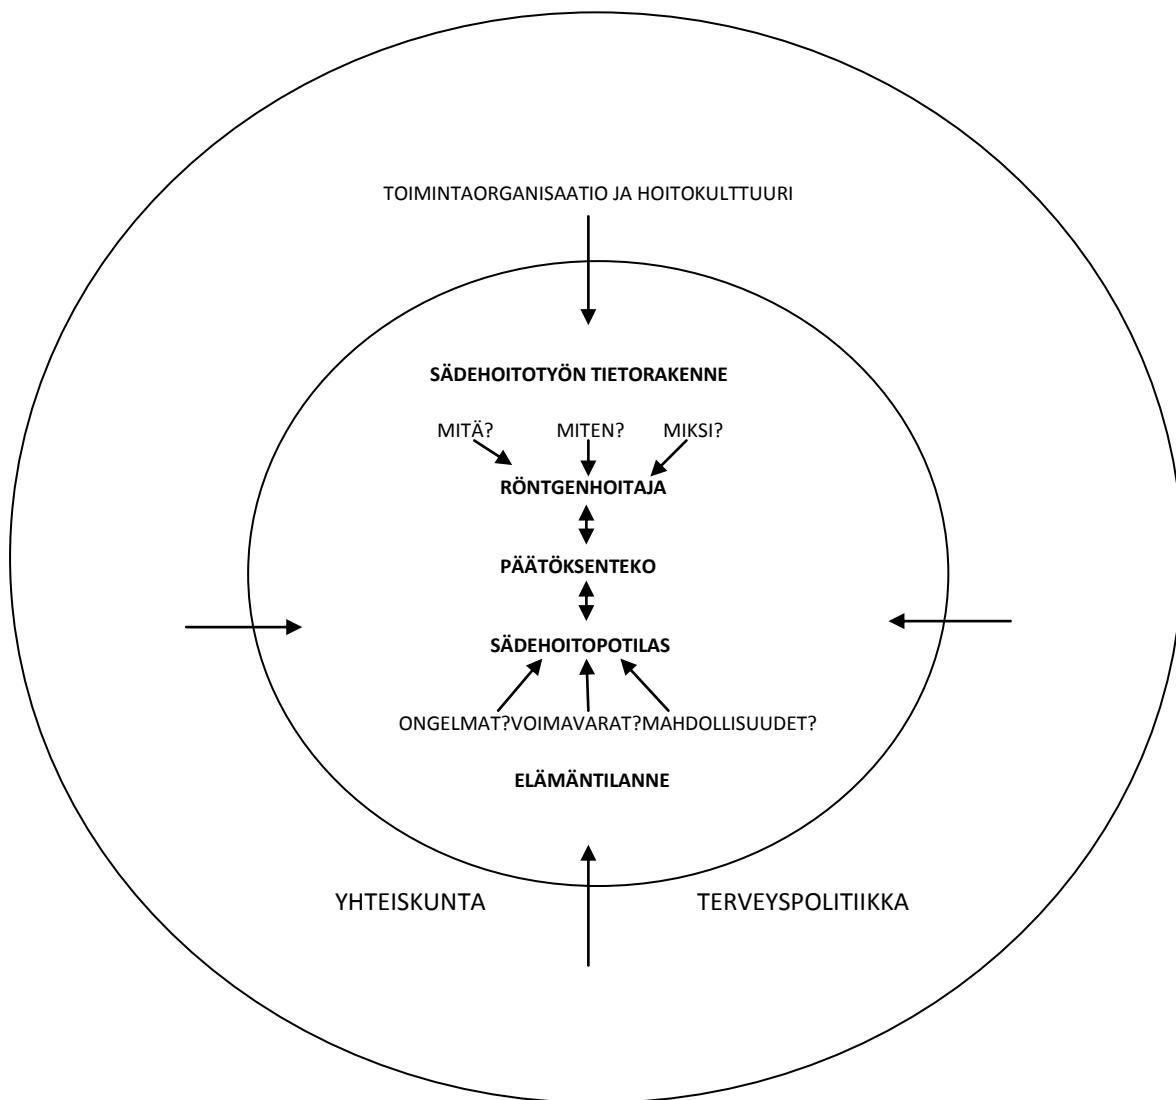 TOIMINTAORGANISAATIO JA HOITOKULTTUURI
SÄDEHOITOTYÖN TIETORAKENNE
MITÄ? MITEN? MIKSI?
RÖNTGENHOITAJA
PÄÄTÖKSENTEKO
SÄDEHOITOPOTILAS
ONGELMAT?VOIMAVARAT?MAHDOLLISUUDET?
ELÄMÄNTILANNE
YHTEISKUNTA TERVEYSPOLITIIKKA